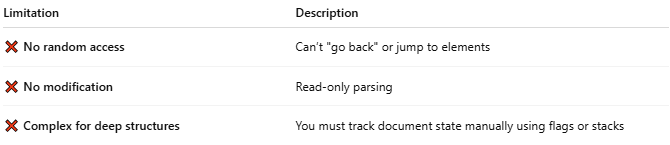 Limitation Description
❌ No random access Can't "go back" or jump to elements
❌ No modification Read-only parsing
❌ Complex for deep structures You must track document state manually using flags or stacks